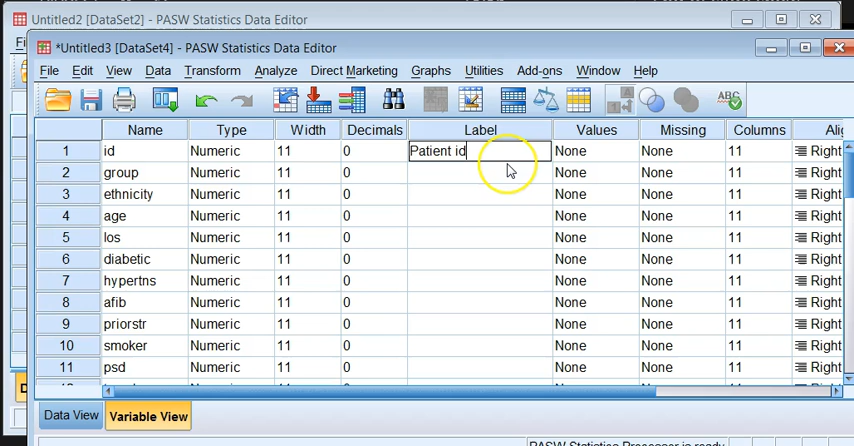 Untitled2 [DataSet2] - PASW Statistics Data Editor
*Untitled3 [DataSet4] - PASW Statistics Data Editor
File Edit View Data Transform Analyze Direct Marketing Graphs Utilities Add-ons Window Help
Name Type Width Decimals Label Values Missing Columns Alig
1 id Numeric 11 0 Patient id None None 11 Right
2 group Numeric 11 0 None None 11 Right
3 ethnicity Numeric 11 0 None None 11 Right
4 age Numeric 11 0 None None 11 Right
5 los Numeric 11 0 None None 11 Right
6 diabetic Numeric 11 0 None None 11 Right
7 hypertns Numeric 11 0 None None 11 Right
8 afib Numeric 11 0 None None 11 Right
9 priorstr Numeric 11 0 None None 11 Right
10 smoker Numeric 11 0 None None 11 Right
11 psd Numeric 11 0 None None 11 Right
Data View Variable View
PASW Statistics Processor is ready